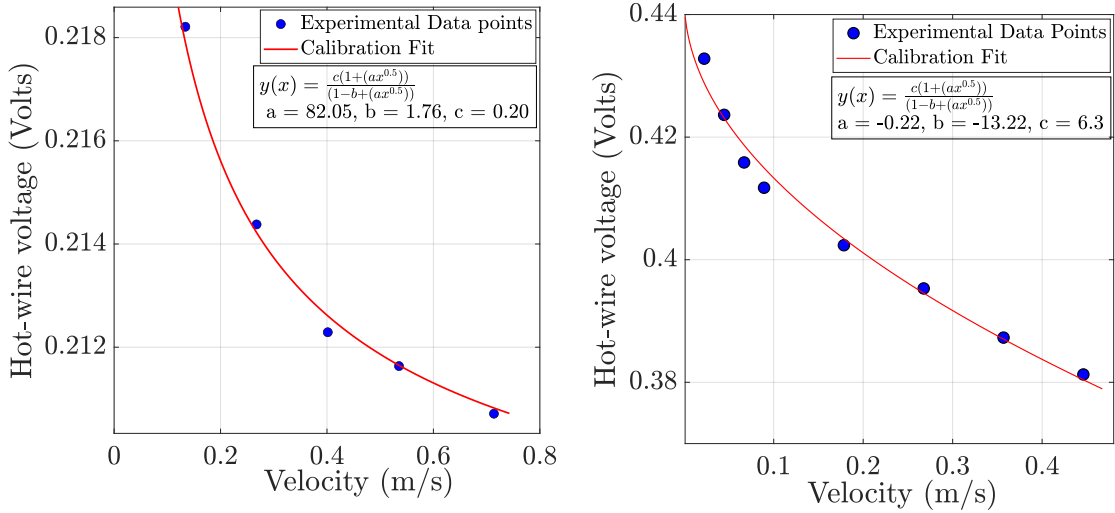 0.218
0.216
0.214
0.212
0
0.2
0.4
0.6
0.8
Hot-wire voltage (Volts)
Velocity (m/s)
Experimental Data points
Calibration Fit
y(x) = c(1+(ax^0.5))/(1-b+(ax^0.5))
a = 82.05, b = 1.76, c = 0.20
0.44
0.42
0.4
0.38
0.1
0.2
0.3
0.4
Hot-wire voltage (Volts)
Velocity (m/s)
Experimental Data Points
Calibration Fit
y(x) = c(1+(ax^0.5))/(1-b+(ax^0.5))
a = -0.22, b = -13.22, c = 6.3